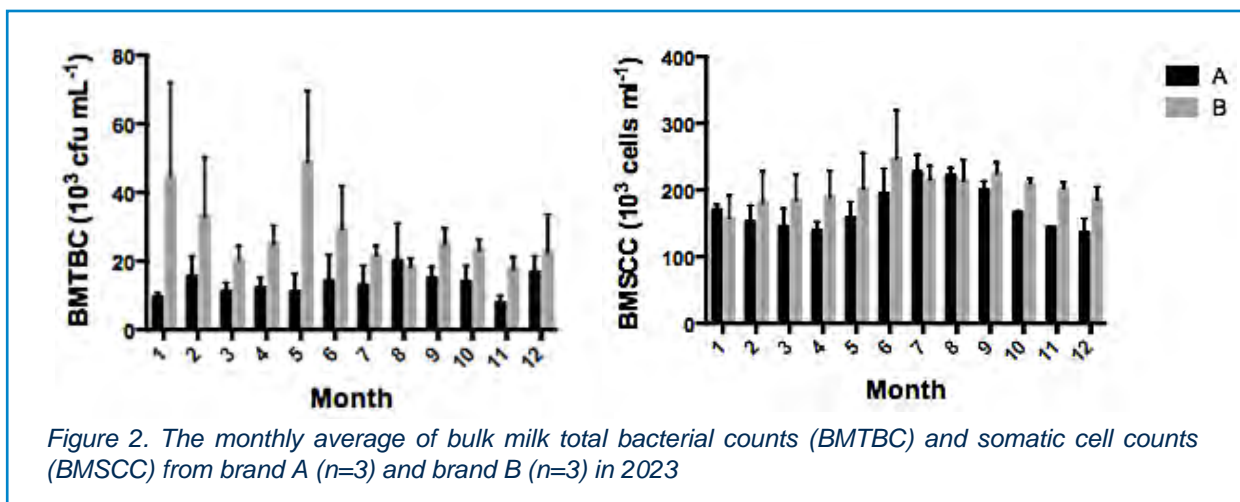 80
60
40
20
0
BMTBC (10³ cfu mL⁻¹)
1 2 3 4 5 6 7 8 9 10 11 12
Month
400
300
200
100
0
BMSCC (10³ cells ml⁻¹)
1 2 3 4 5 6 7 8 9 10 11 12
Month
A
B
Figure 2. The monthly average of bulk milk total bacterial counts (BMTBC) and somatic cell counts
(BMSCC) from brand A (n=3) and brand B (n=3) in 2023